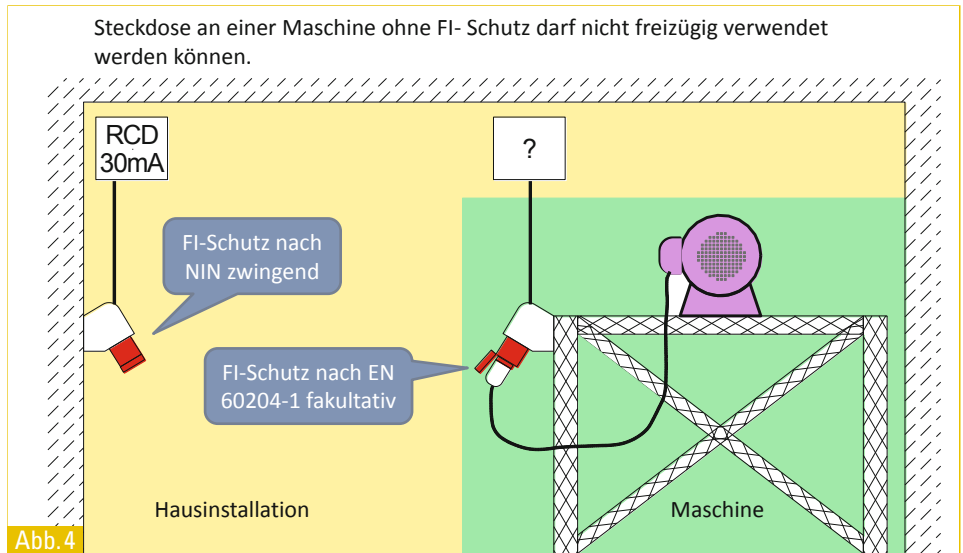 Steckdose an einer Maschine ohne FI- Schutz darf nicht freizügig verwendet
werden können.
RCD
30mA
?
FI-Schutz nach
NIN zwingend
FI-Schutz nach EN
60204-1 fakultativ
Hausinstallation
Maschine
Abb.4